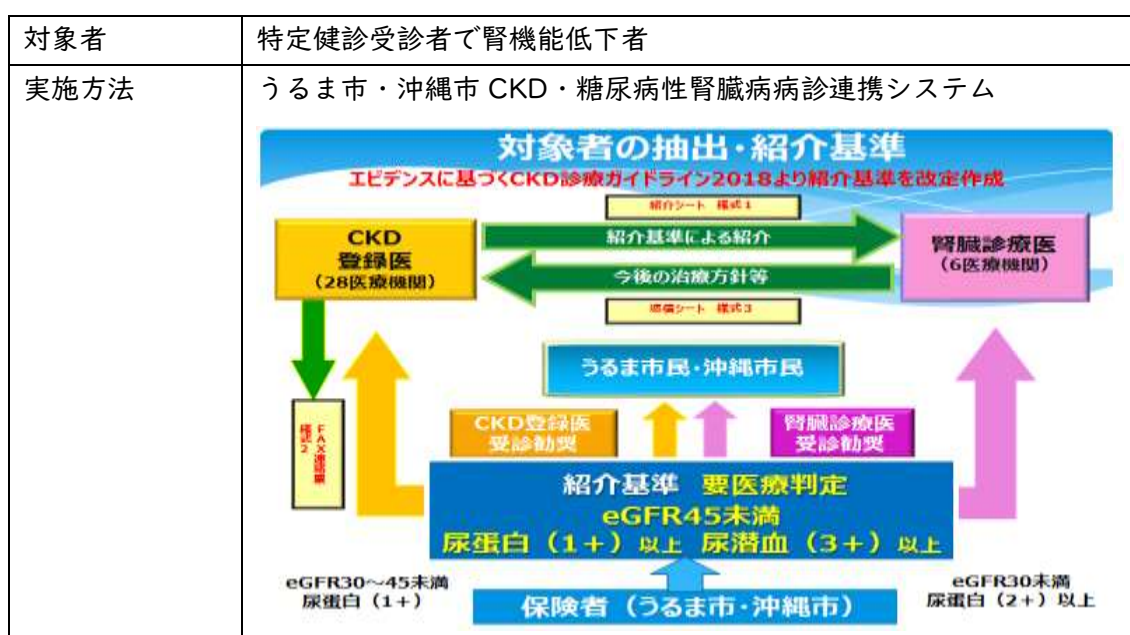 対象者
特定健診受診者で腎機能低下者
実施方法
うるま市・沖縄市 CKD・糖尿病性腎臓病病診連携システム
対象者の抽出・紹介基準
エビデンスに基づくCKD診療ガイドライン2018より紹介基準を改定作成
紹介シート 様式1
CKD
登録医
(28医療機関)
紹介基準による紹介
腎臓診療医
(6医療機関)
今後の治療方針等
返信シート 様式3
うるま市民・沖縄市民
FAX連絡票
様式2
CKD登録医
受診勧奨
腎臓診療医
受診勧奨
紹介基準 要医療判定
eGFR45未満
尿蛋白(1+)以上 尿潜血(3+)以上
eGFR30~45未満
尿蛋白(1+)
eGFR30未満
尿蛋白(2+)以上
保険者(うるま市・沖縄市)